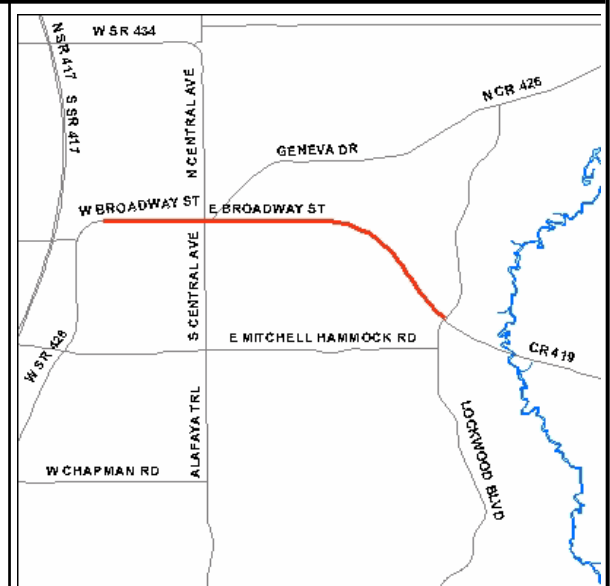 W SR 434
N SR 417
S SR 417
N CENTRAL AVE
N CR 426
GENEVA DR
W BROADWAY ST
E BROADWAY ST
S CENTRAL AVE
E MITCHELL HAMMOCK RD
CR 419
W SR 426
ALAFAYA TRL
LOCKWOOD BLVD
W CHAPMAN RD